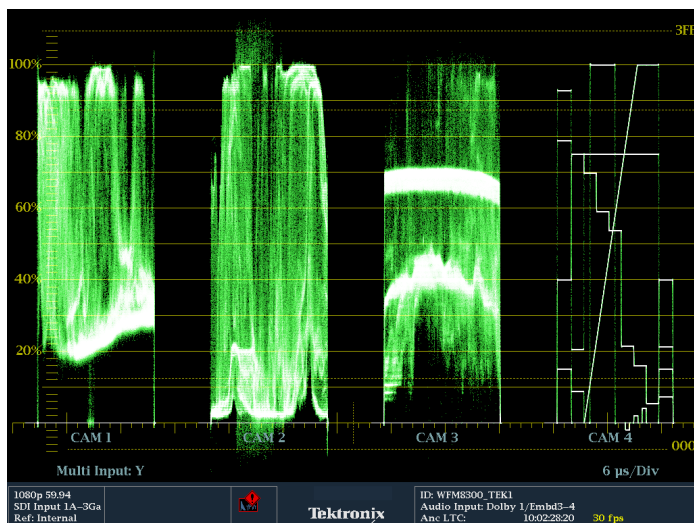 3FF
100%
80%
60%
40%
20%
000
CAM 1
CAM 2
CAM 3
CAM 4
Multi Input: Y
6 µs/Div
1080p 59.94
SDI Input 1A–3Ga
Ref: Internal
Tektronix
ID: WFM8300_TEK1
Audio Input: Dolby 1/Embd3–4
Anc LTC: 10:02:28:20 30 fps